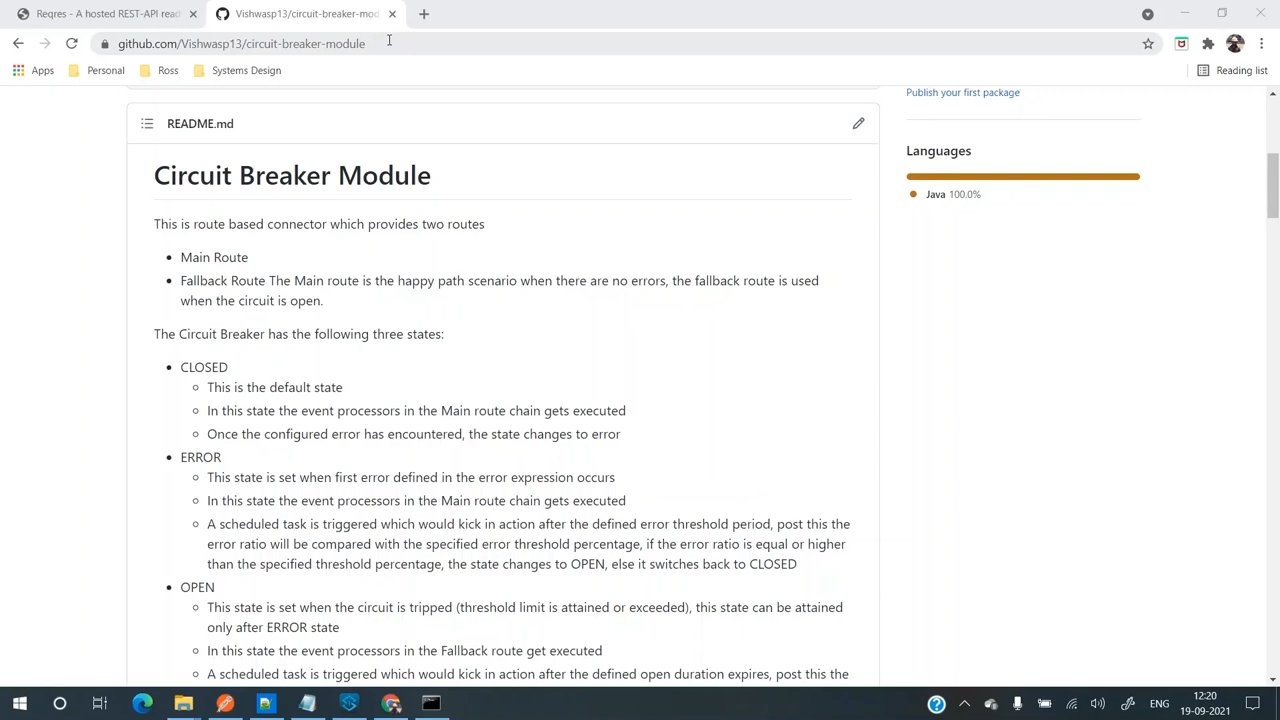 Reqres - A hosted REST-API read
Vishwasp13/circuit-breaker-mod
github.com/Vishwasp13/circuit-breaker-module
Apps
Personal
Ross
Systems Design
Reading list
Publish your first package
README.md
Languages
Java 100.0%
Circuit Breaker Module
This is route based connector which provides two routes
Main Route
Fallback Route The Main route is the happy path scenario when there are no errors, the fallback route is used
when the circuit is open.
The Circuit Breaker has the following three states:
CLOSED
This is the default state
In this state the event processors in the Main route chain gets executed
Once the configured error has encountered, the state changes to error
ERROR
This state is set when first error defined in the error expression occurs
In this state the event processors in the Main route chain gets executed
A scheduled task is triggered which would kick in action after the defined error threshold period, post this the
error ratio will be compared with the specified error threshold percentage, if the error ratio is equal or higher
than the specified threshold percentage, the state changes to OPEN, else it switches back to CLOSED
OPEN
This state is set when the circuit is tripped (threshold limit is attained or exceeded), this state can be attained
only after ERROR state
In this state the event processors in the Fallback route get executed
A scheduled task is triggered which would kick in action after the defined open duration expires, post this the
ENG
12:20
19-09-2021